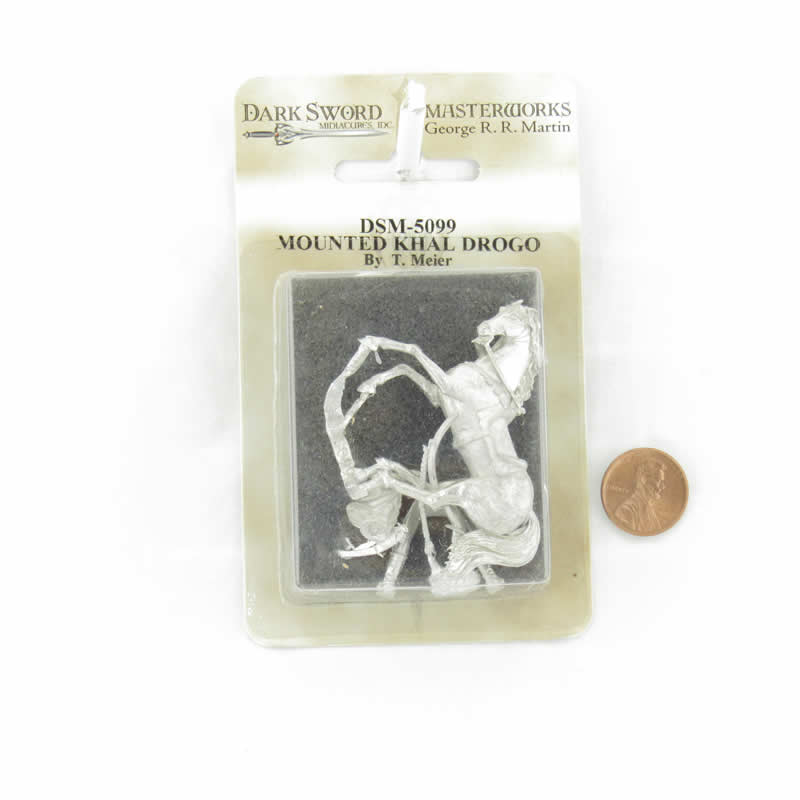 DARK SWORD
MINIATURES, INC.
MASTERWORKS
George R. R. Martin
DSM-5099
MOUNTED KHAL DROGO
By T. Meier